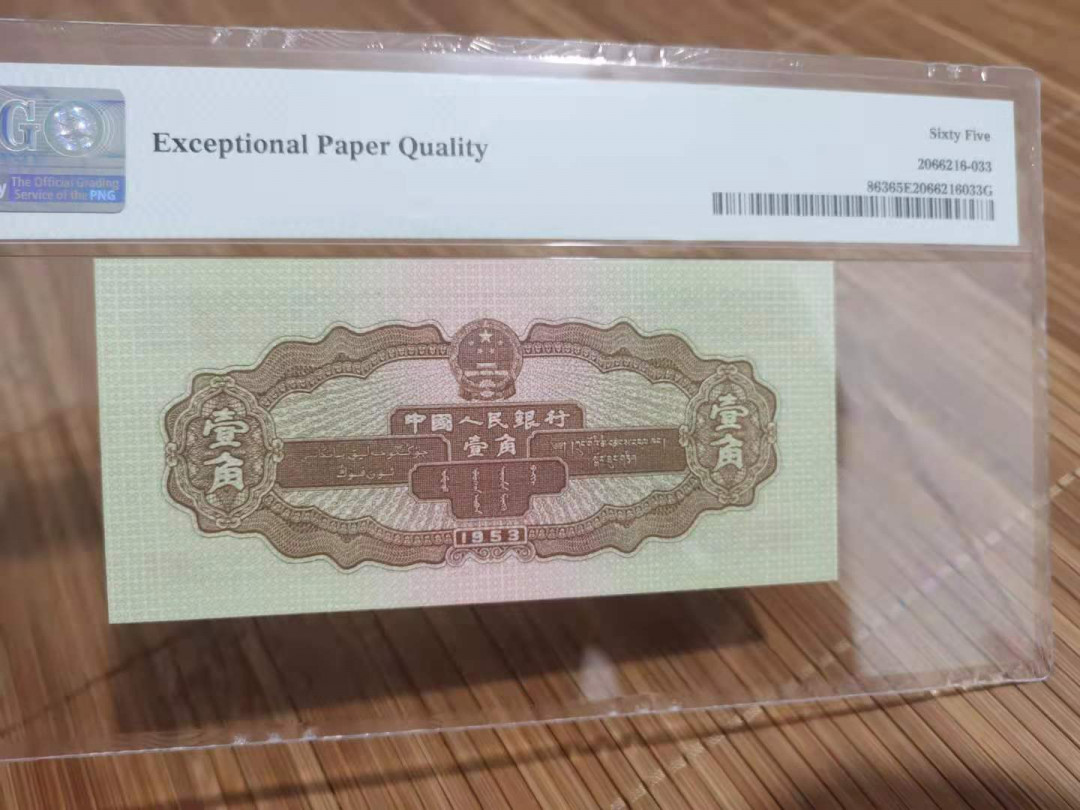 G
Exceptional Paper Quality
Sixty Five
2066216-033
The Official Grading
Service of the PNG
86365E2066216033G
中國人民銀行
壹角
壹角
壹角
1953